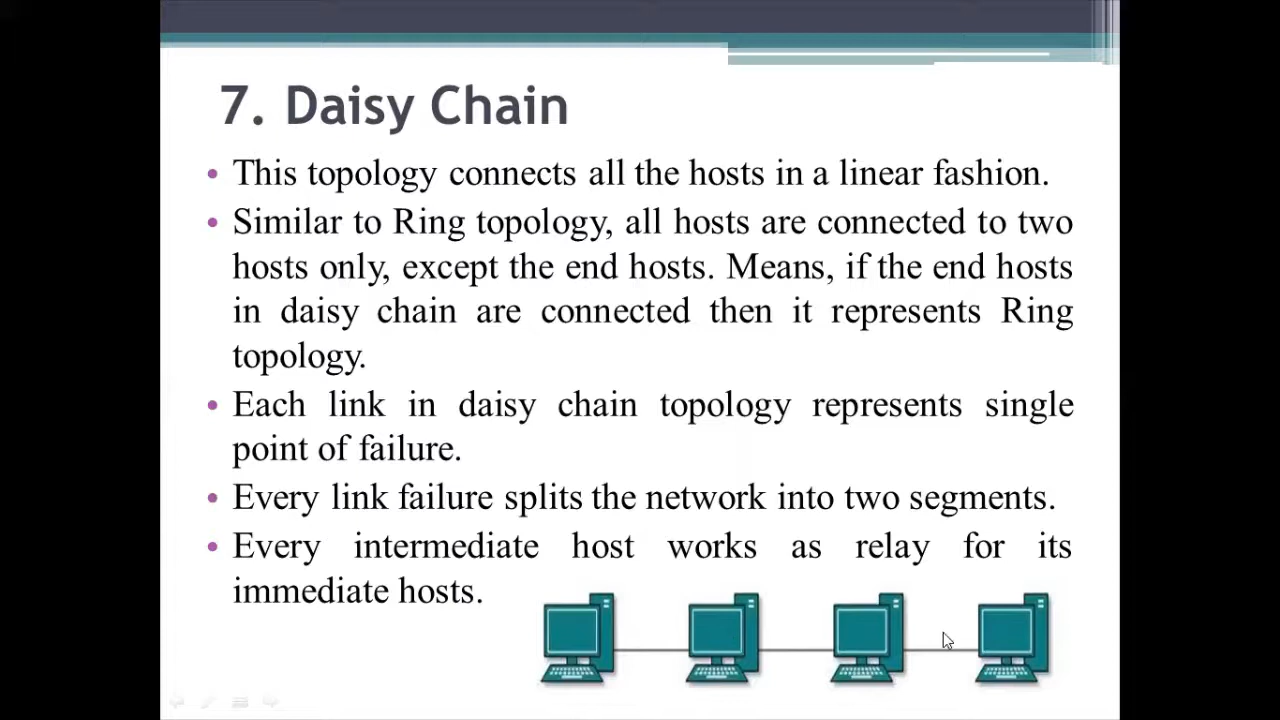 7. Daisy Chain
• This topology connects all the hosts in a linear fashion.
• Similar to Ring topology, all hosts are connected to two
hosts only, except the end hosts. Means, if the end hosts
in daisy chain are connected then it represents Ring
topology.
• Each link in daisy chain topology represents single
point of failure.
• Every link failure splits the network into two segments.
• Every intermediate host works as relay for its
immediate hosts.